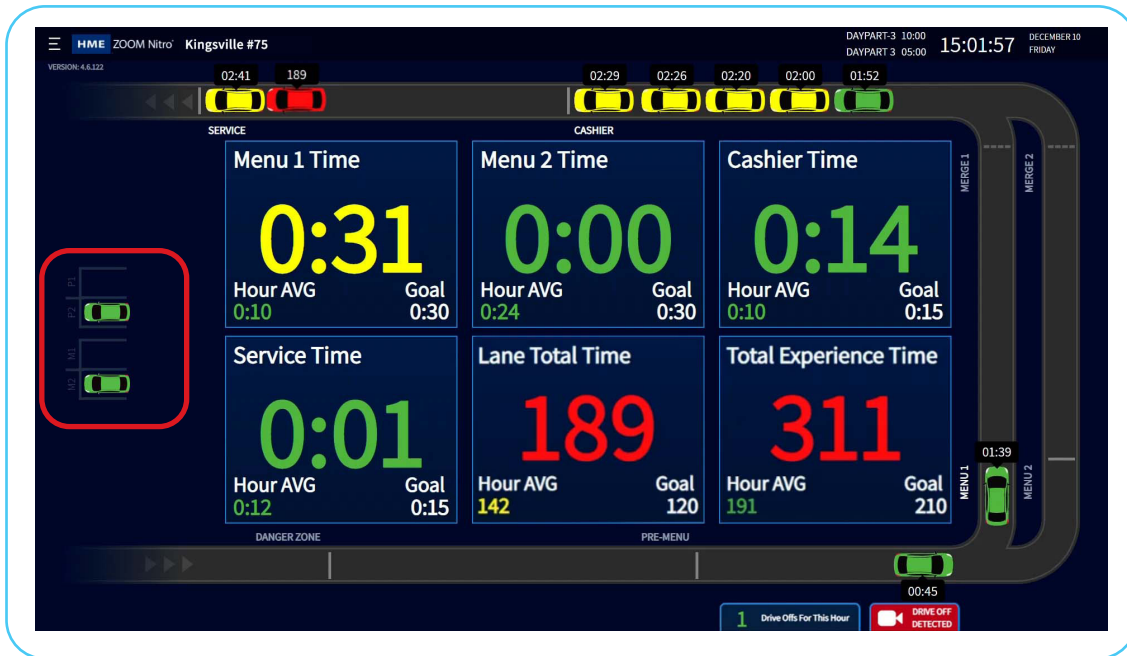 HME ZOOM Nitro Kingsville #75
DAYPART-3 10:00
DAYPART 3 05:00
15:01:57
DECEMBER 10
FRIDAY
VERSION: 4.6.122
02:41 189 02:29 02:26 02:20 02:00 01:52
SERVICE CASHIER
MERGE 1 MERGE 2
Menu 1 Time
0:31
Hour AVG Goal
0:10 0:30
Menu 2 Time
0:00
Hour AVG Goal
0:24 0:30
Cashier Time
0:14
Hour AVG Goal
0:10 0:15
P1
P2
M1
M2
Service Time
0:01
Hour AVG Goal
0:12 0:15
Lane Total Time
189
Hour AVG Goal
142 120
Total Experience Time
311
Hour AVG Goal
191 210
01:39
MENU 1 MENU 2
DANGER ZONE PRE-MENU
00:45
1 Drive Offs For This Hour
DRIVE OFF
DETECTED